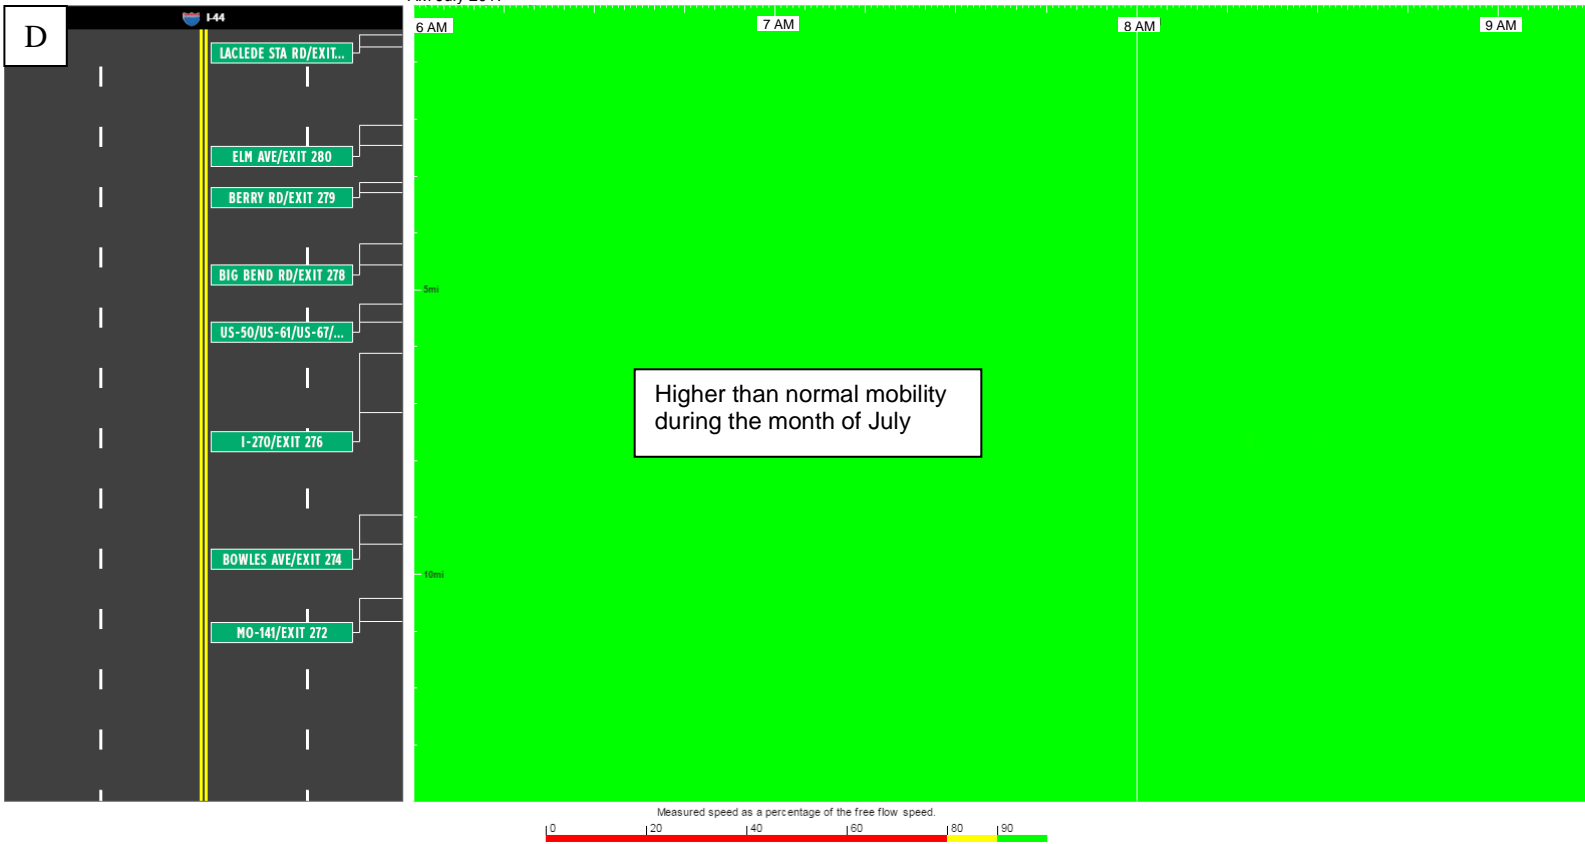 D
I-44
6 AM
7 AM
8 AM
9 AM
LACLEDE STA RD/EXIT...
ELM AVE/EXIT 280
BERRY RD/EXIT 279
BIG BEND RD/EXIT 278
5mi
US-50/US-61/US-67/...
Higher than normal mobility
during the month of July
I-270/EXIT 276
BOWLES AVE/EXIT 274
10mi
MO-141/EXIT 272
Measured speed as a percentage of the free flow speed.
0 20 40 60 80 90